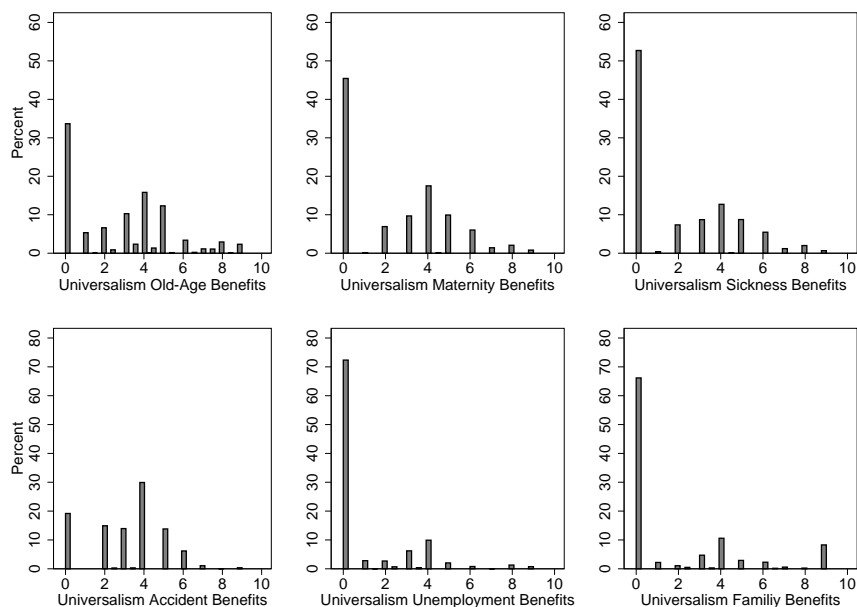 Percent
0 10 20 30 40 50 60
0 2 4 6 8 10
Universalism Old-Age Benefits
0 10 20 30 40 50 60
0 2 4 6 8 10
Universalism Maternity Benefits
0 10 20 30 40 50 60
0 2 4 6 8 10
Universalism Sickness Benefits
Percent
0 10 20 30 40 50 60 70 80
0 2 4 6 8 10
Universalism Accident Benefits
0 10 20 30 40 50 60 70 80
0 2 4 6 8 10
Universalism Unemployment Benefits
0 10 20 30 40 50 60 70 80
0 2 4 6 8 10
Universalism Familiy Benefits